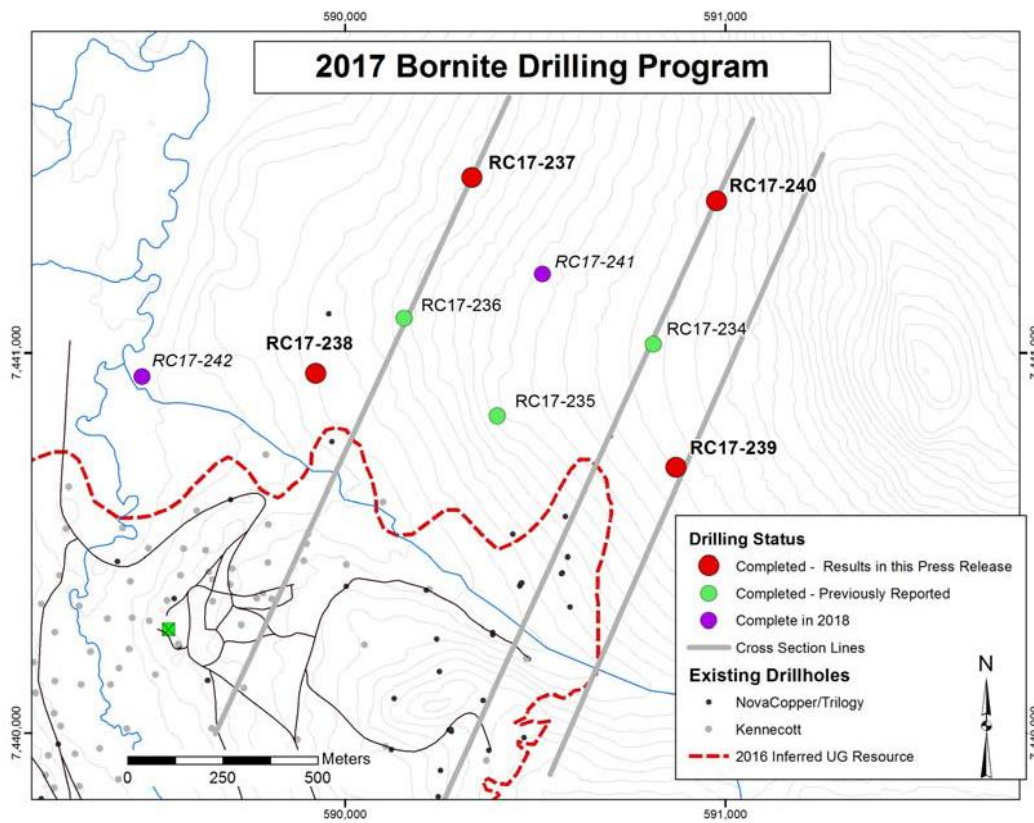 590,000
591,000
2017 Bornite Drilling Program
RC17-237
RC17-240
RC17-241
RC17-236
RC17-234
RC17-238
7,441,000
RC17-242
RC17-235
RC17-239
Drilling Status
Completed - Results in this Press Release
Completed - Previously Reported
Complete in 2018
Cross Section Lines
Existing Drillholes
NovaCopper/Trilogy
Kennecott
2016 Inferred UG Resource
N
7,440,000
Meters
0 250 500
590,000
591,000